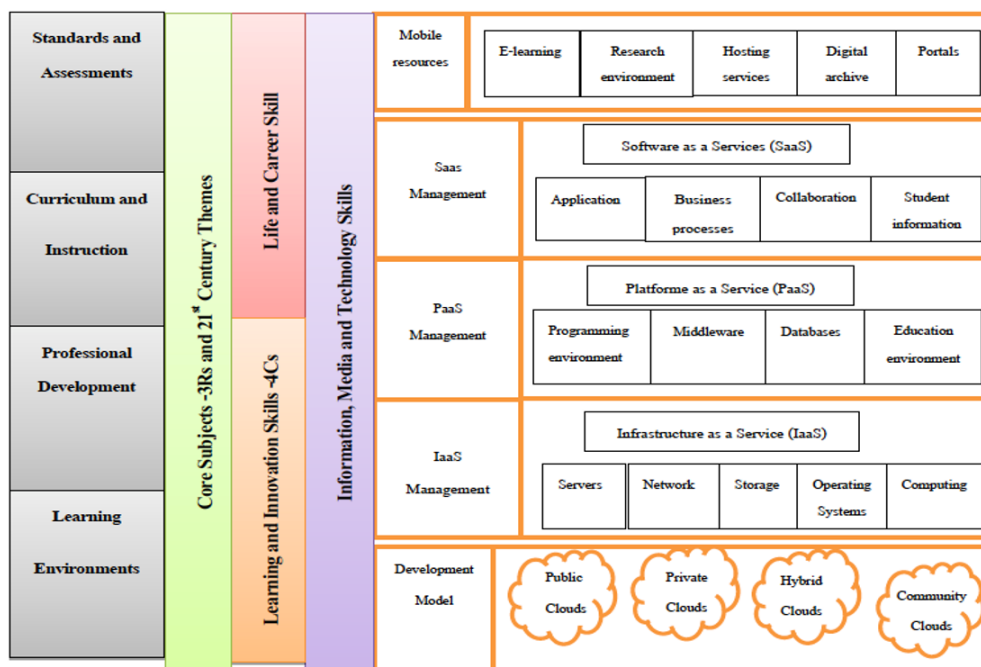 Standards and
Assessments
Curriculum and
Instruction
Professional
Development
Learning
Environments
Core Subjects -3Rs and 21st Century Themes
Life and Career Skill
Learning and Innovation Skills -4Cs
Information, Media and Technology Skills
Mobile
resources
E-learning
Research
environment
Hosting
services
Digital
archive
Portals
Saas
Management
Software as a Services (SaaS)
Application
Business
processes
Collaboration
Student
information
PaaS
Management
Platforme as a Service (PaaS)
Programming
environment
Middleware
Databases
Education
environment
IaaS
Management
Infrastructure as a Service (IaaS)
Servers
Network
Storage
Operating
Systems
Computing
Development
Model
Public
Clouds
Private
Clouds
Hybrid
Clouds
Community
Clouds